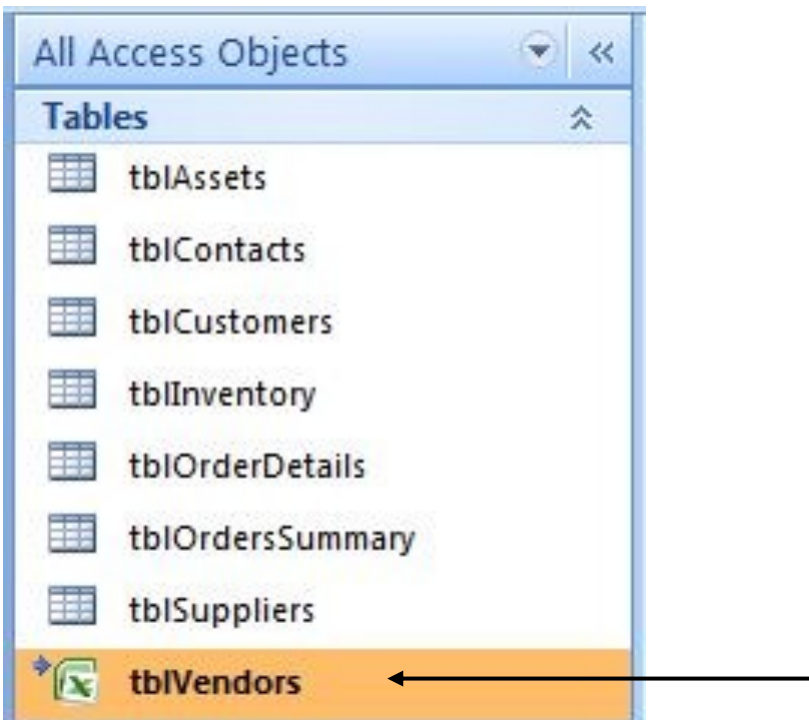 All Access Objects
Tables
tblAssets
tblContacts
tblCustomers
tblInventory
tblOrderDetails
tblOrdersSummary
tblSuppliers
tblVendors